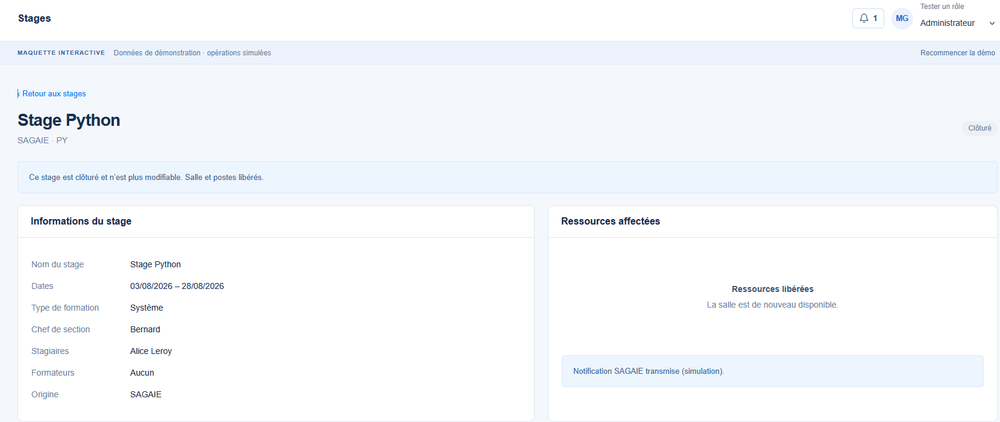 Stages
1
MG
Tester un rôle
Administrateur
MAQUETTE INTERACTIVE Données de démonstration · opérations simulées
Recommencer la démo
‹ Retour aux stages
Stage Python
SAGAIE · PY
Clôturé
Ce stage est clôturé et n’est plus modifiable. Salle et postes libérés.
Informations du stage
Nom du stage Stage Python
Dates 03/08/2026 – 28/08/2026
Type de formation Système
Chef de section Bernard
Stagiaires Alice Leroy
Formateurs Aucun
Origine SAGAIE
Ressources affectées
Ressources libérées
La salle est de nouveau disponible.
Notification SAGAIE transmise (simulation).